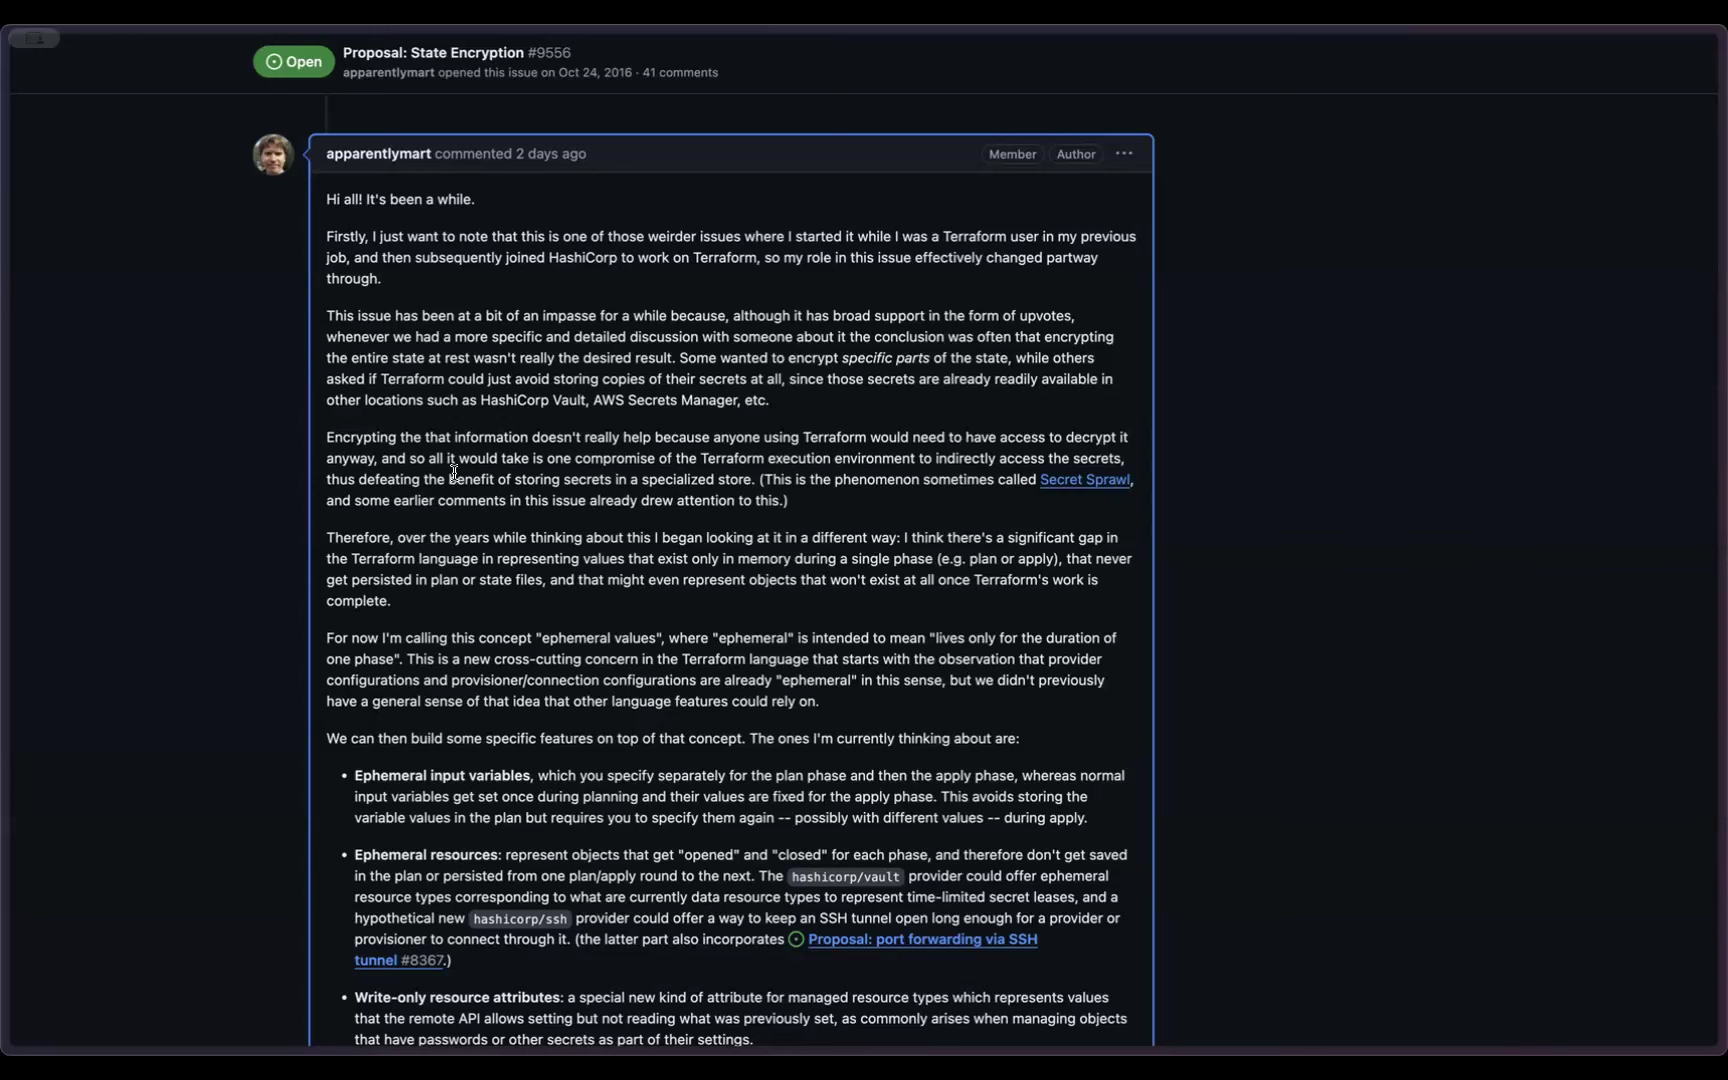 Open
Proposal: State Encryption #9556
apparentlymart opened this issue on Oct 24, 2016 · 41 comments
apparentlymart commented 2 days ago
Member
Author
Hi all! It's been a while.
Firstly, I just want to note that this is one of those weirder issues where I started it while I was a Terraform user in my previous
job, and then subsequently joined HashiCorp to work on Terraform, so my role in this issue effectively changed partway
through.
This issue has been at a bit of an impasse for a while because, although it has broad support in the form of upvotes,
whenever we had a more specific and detailed discussion with someone about it the conclusion was often that encrypting
the entire state at rest wasn't really the desired result. Some wanted to encrypt specific parts of the state, while others
asked if Terraform could just avoid storing copies of their secrets at all, since those secrets are already readily available in
other locations such as HashiCorp Vault, AWS Secrets Manager, etc.
Encrypting the that information doesn't really help because anyone using Terraform would need to have access to decrypt it
anyway, and so all it would take is one compromise of the Terraform execution environment to indirectly access the secrets,
thus defeating the benefit of storing secrets in a specialized store. (This is the phenomenon sometimes called Secret Sprawl,
and some earlier comments in this issue already drew attention to this.)
Therefore, over the years while thinking about this I began looking at it in a different way: I think there's a significant gap in
the Terraform language in representing values that exist only in memory during a single phase (e.g. plan or apply), that never
get persisted in plan or state files, and that might even represent objects that won't exist at all once Terraform's work is
complete.
For now I'm calling this concept "ephemeral values", where "ephemeral" is intended to mean "lives only for the duration of
one phase". This is a new cross-cutting concern in the Terraform language that starts with the observation that provider
configurations and provisioner/connection configurations are already "ephemeral" in this sense, but we didn't previously
have a general sense of that idea that other language features could rely on.
We can then build some specific features on top of that concept. The ones I'm currently thinking about are:
• Ephemeral input variables, which you specify separately for the plan phase and then the apply phase, whereas normal
input variables get set once during planning and their values are fixed for the apply phase. This avoids storing the
variable values in the plan but requires you to specify them again -- possibly with different values -- during apply.
• Ephemeral resources: represent objects that get "opened" and "closed" for each phase, and therefore don't get saved
in the plan or persisted from one plan/apply round to the next. The hashicorp/vault provider could offer ephemeral
resource types corresponding to what are currently data resource types to represent time-limited secret leases, and a
hypothetical new hashicorp/ssh provider could offer a way to keep an SSH tunnel open long enough for a provider or
provisioner to connect through it. (the latter part also incorporates Proposal: port forwarding via SSH
tunnel #8367.)
• Write-only resource attributes: a special new kind of attribute for managed resource types which represents values
that the remote API allows setting but not reading what was previously set, as commonly arises when managing objects
that have passwords or other secrets as part of their settings.